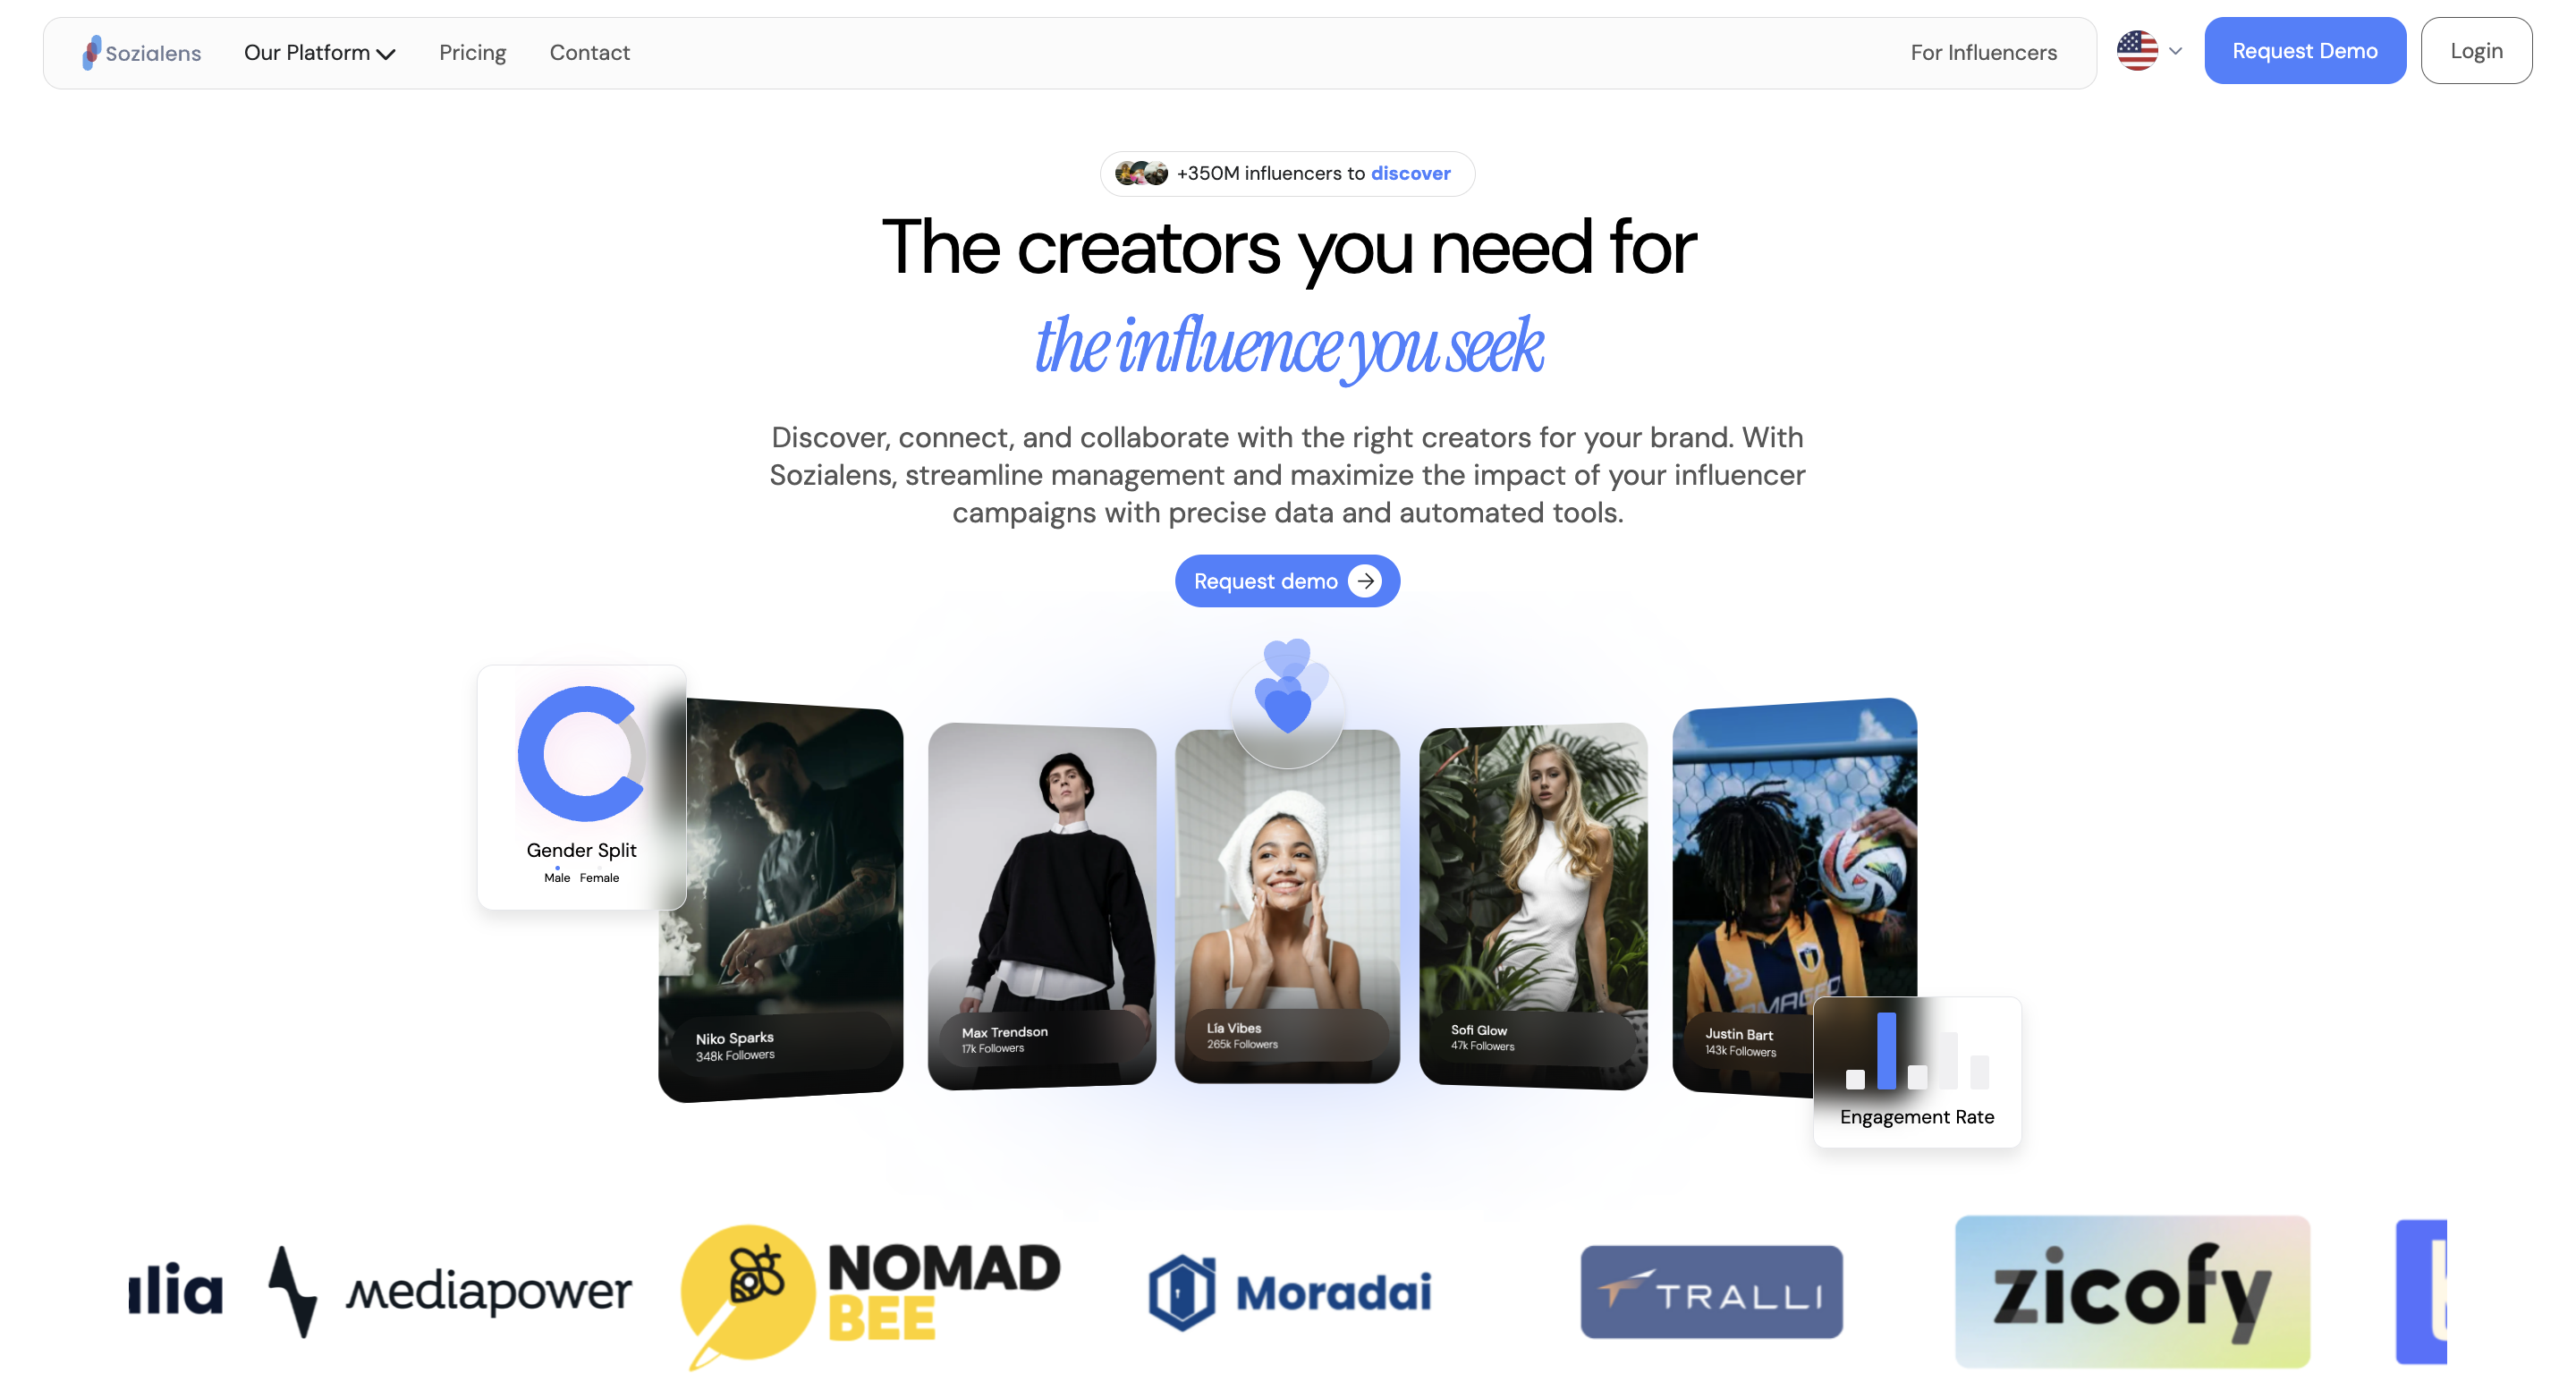 Sozialens
Our Platform
Pricing
Contact
For Influencers
Request Demo
Login
+350M influencers to discover
The creators you need for
the influence you seek
Discover, connect, and collaborate with the right creators for your brand. With
Sozialens, streamline management and maximize the impact of your influencer
campaigns with precise data and automated tools.
Request demo
Gender Split
Male Female
Niko Sparks
348k Followers
Max Trendson
17k Followers
Lía Vibes
265k Followers
Sofi Glow
47k Followers
Justin Bart
143k Followers
Engagement Rate
lia
mediapower
NOMAD
BEE
Moradai
TRALLI
zicofy